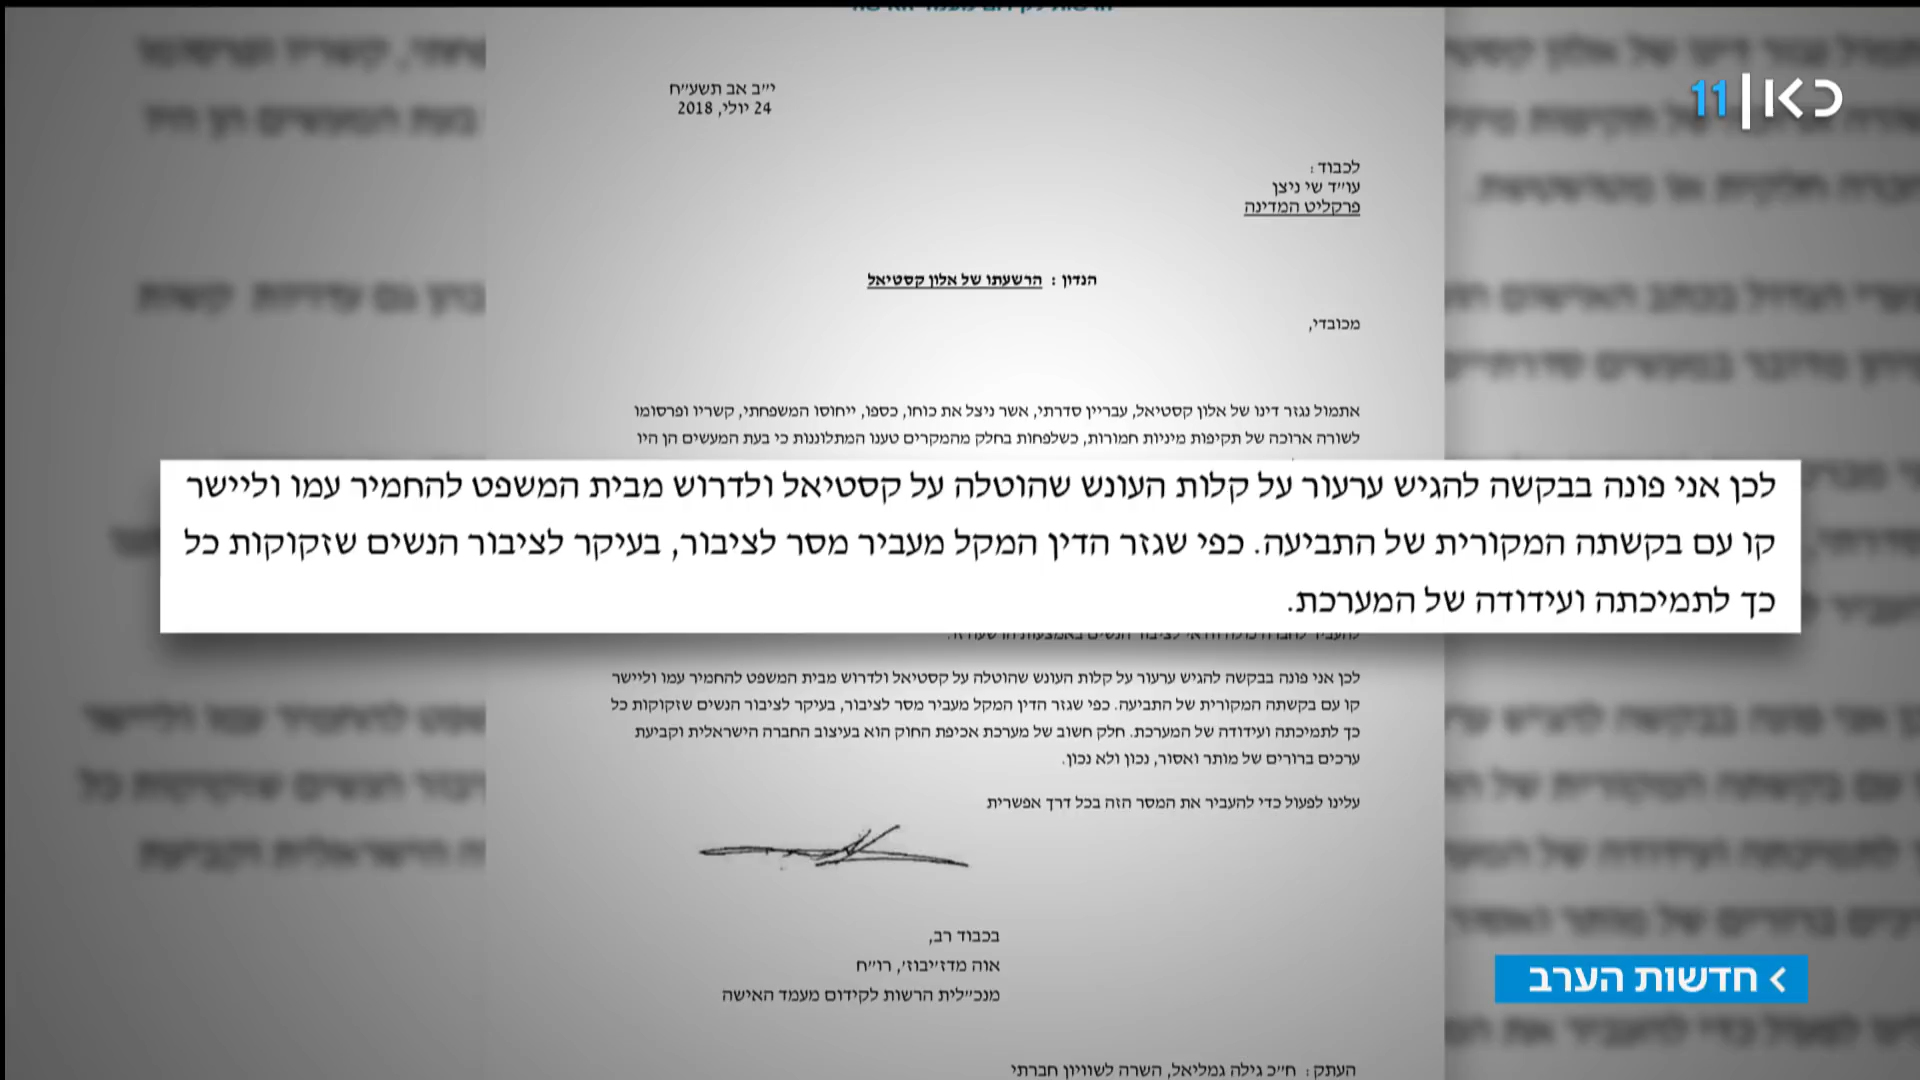 כאן 11
י״ב אב תשע״ח
24 יולי, 2018
לכבוד:
עו״ד שי ניצן
פרקליט המדינה
הנדון: הרשעתו של אלון קסטיאל
מכובדי,
אתמול נגזר דינו של אלון קסטיאל, עבריין סדרתי, אשר ניצל את כוחו, כספו, ייחוסו המשפחתי, קשריו ופרסומו
לשורה ארוכה של תקיפות מיניות חמורות, כשלפחות בחלק מהמקרים טענו המתלוננות כי בעת המעשים הן היו
לכן אני פונה בבקשה להגיש ערעור על קלות העונש שהוטלה על קסטיאל ולדרוש מבית המשפט להחמיר עמו וליישר
קו עם בקשתה המקורית של התביעה. כפי שגזר הדין המקל מעביר מסר לציבור, בעיקר לציבור הנשים שזקוקות כל
כך לתמיכתה ועידודה של המערכת.
לכן אני פונה בבקשה להגיש ערעור על קלות העונש שהוטלה על קסטיאל ולדרוש מבית המשפט להחמיר עמו וליישר
קו עם בקשתה המקורית של התביעה. כפי שגזר הדין המקל מעביר מסר לציבור, בעיקר לציבור הנשים שזקוקות כל
כך לתמיכתה ועידודה של המערכת. חלק חשוב של מערכת אכיפת החוק הוא בעיצוב החברה הישראלית וקביעת
ערכים ברורים של מותר ואסור, נכון ולא נכון.
עלינו לפעול כדי להעביר את המסר הזה בכל דרך אפשרית
בכבוד רב,
אוה מדז׳יבוז׳, רו״ח
מנכ״לית הרשות לקידום מעמד האישה
חדשות הערב
העתק: ח״כ גילה גמליאל, השרה לשוויון חברתי